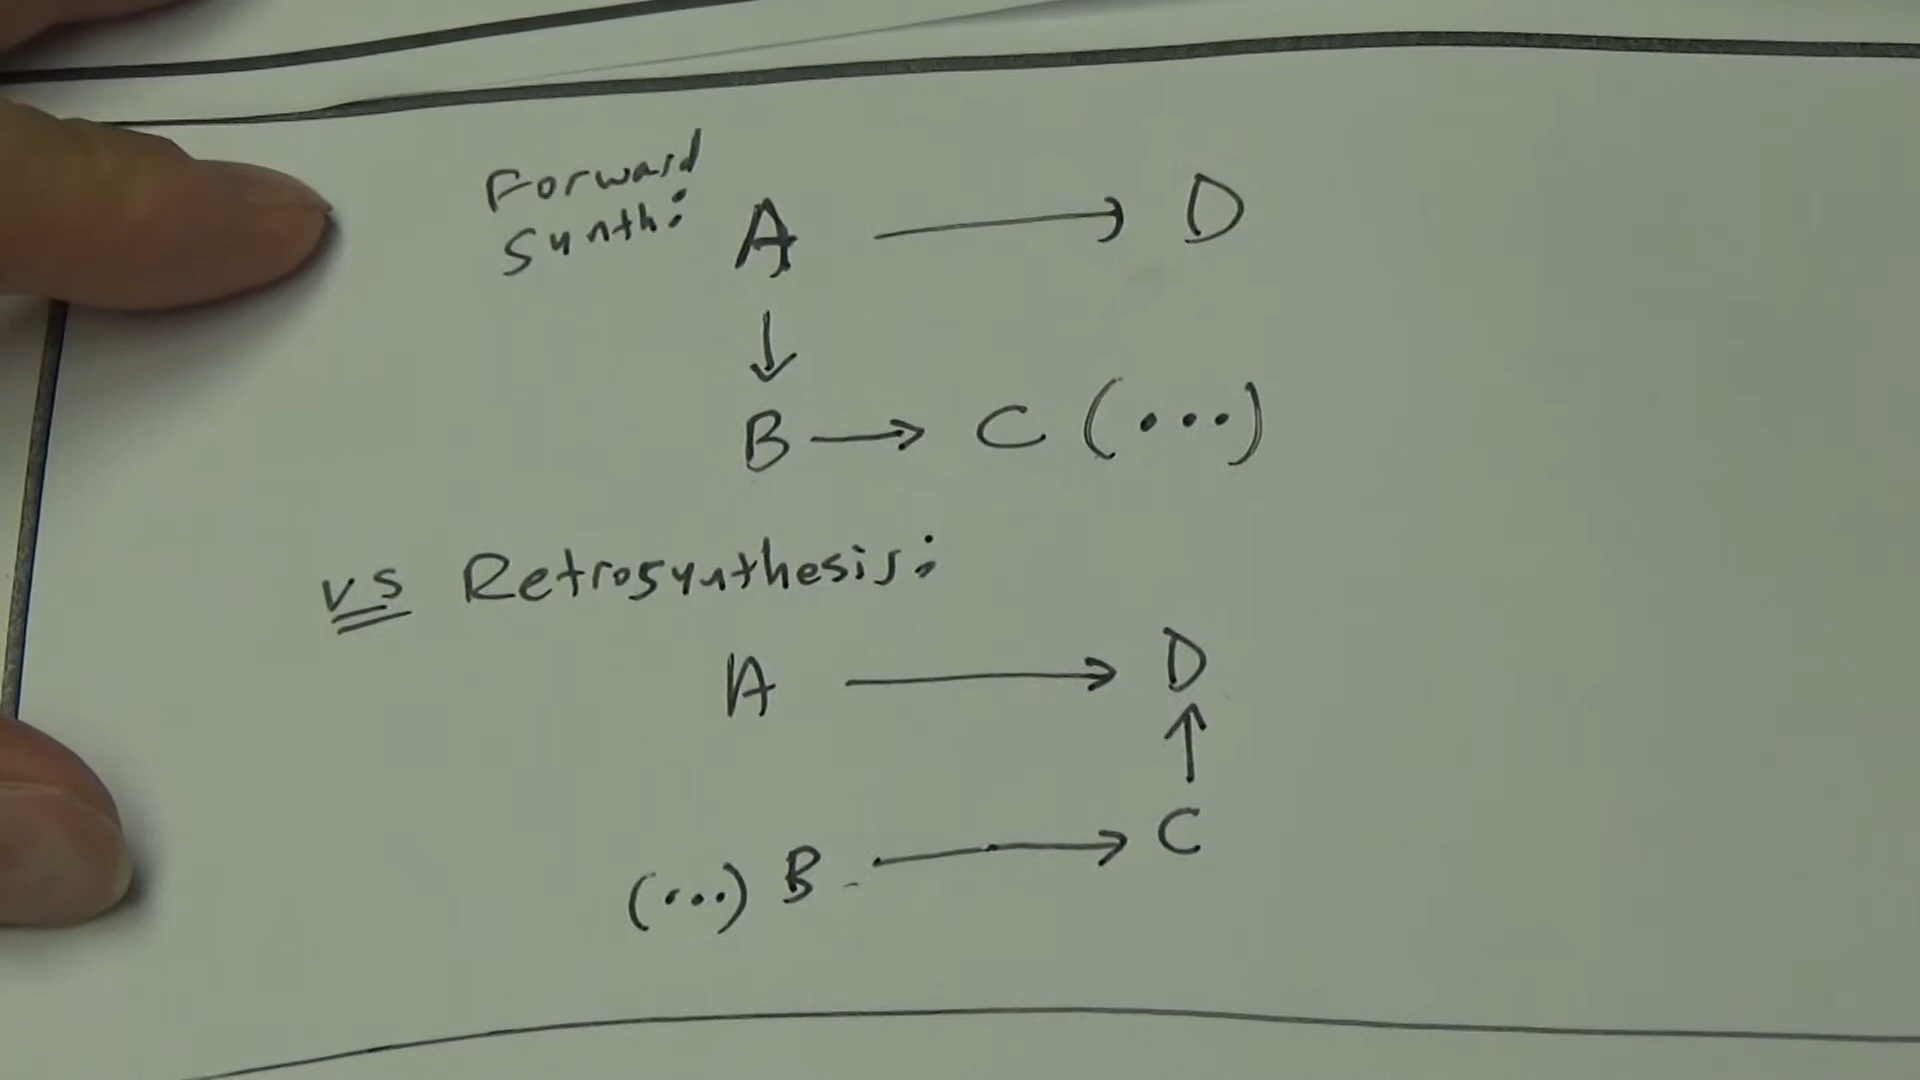 Forward
Synth:
A → D
↓
B → C (...)
vs Retrosynthesis:
A → D
↑
(...) B → C